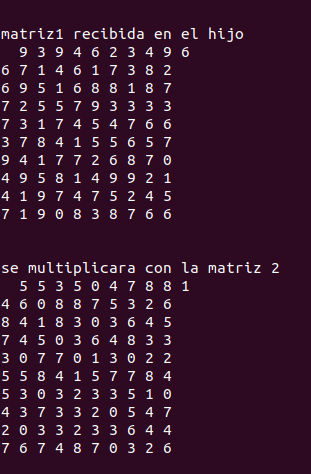 matriz1 recibida en el hijo
  9 3 9 4 6 2 3 4 9 6
6 7 1 4 6 1 7 3 8 2
6 9 5 1 6 8 8 1 8 7
7 2 5 5 7 9 3 3 3 3
7 3 1 7 4 5 4 7 6 6
3 7 8 4 1 5 5 6 5 7
9 4 1 7 7 2 6 8 7 0
4 9 5 8 1 4 9 9 2 1
4 1 9 7 4 7 5 2 4 5
7 1 9 0 8 3 8 7 6 6
se multiplicara con la matriz 2
  5 5 3 5 0 4 7 8 8 1
4 6 0 8 8 7 5 3 2 6
8 4 1 8 3 0 3 6 4 5
7 4 5 0 3 6 4 8 3 3
3 0 7 7 0 1 3 0 2 2
5 5 8 4 1 5 7 7 8 4
5 3 0 3 2 3 3 5 1 0
4 3 7 3 3 2 0 5 4 7
2 0 3 3 2 3 3 6 4 4
7 6 7 4 8 7 0 3 2 6